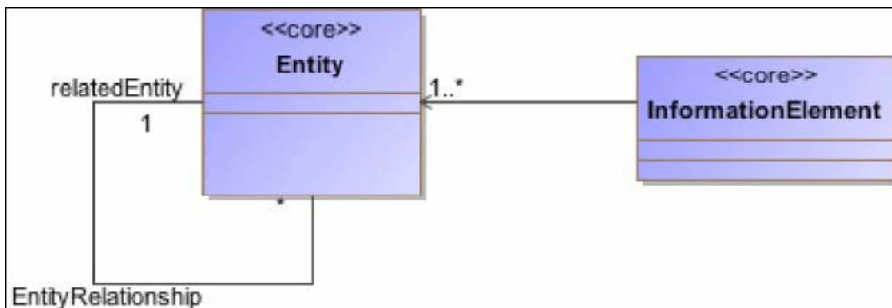 <<core>>
Entity
relatedEntity
1
1..*
<<core>>
InformationElement
*
EntityRelationship